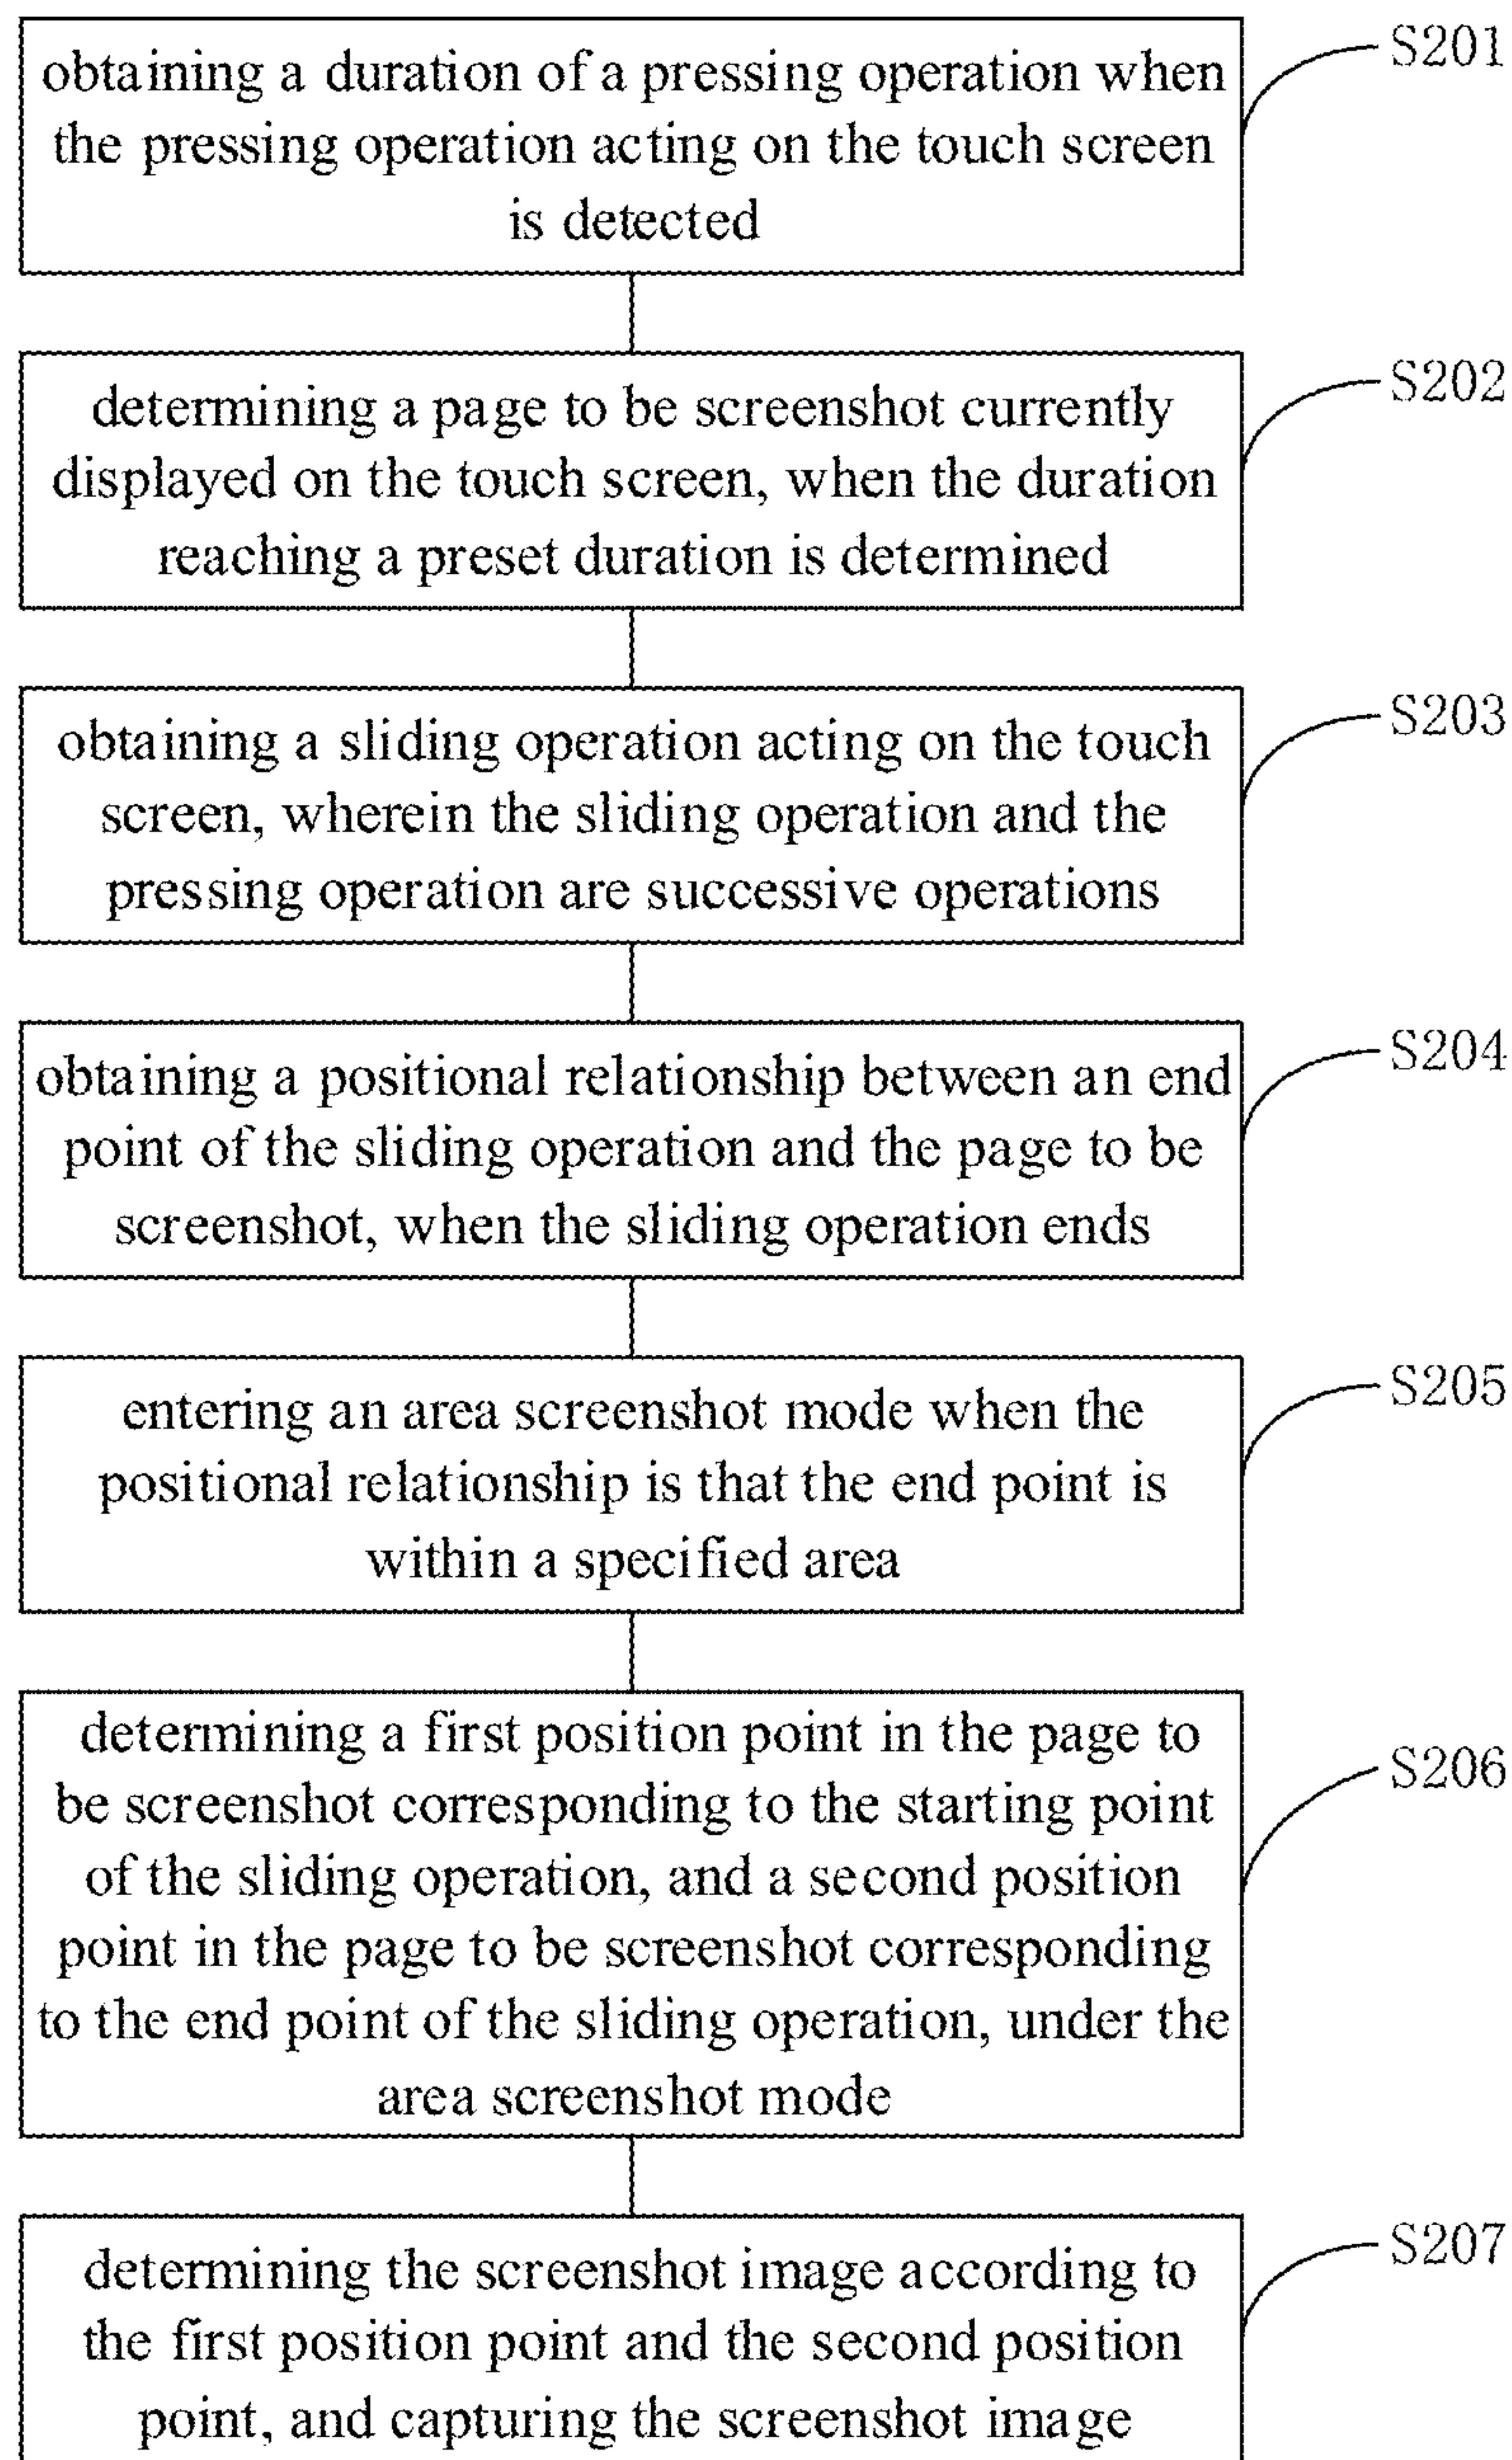 obtaining a duration of a pressing operation when
the pressing operation acting on the touch screen
is detected
S201
determining a page to be screenshot currently
displayed on the touch screen, when the duration
reaching a preset duration is determined
S202
obtaining a sliding operation acting on the touch
screen, wherein the sliding operation and the
pressing operation are successive operations
S203
obtaining a positional relationship between an end
point of the sliding operation and the page to be
screenshot, when the sliding operation ends
S204
entering an area screenshot mode when the
positional relationship is that the end point is
within a specified area
S205
determining a first position point in the page to
be screenshot corresponding to the starting point
of the sliding operation, and a second position
point in the page to be screenshot corresponding
to the end point of the sliding operation, under the
area screenshot mode
S206
determining the screenshot image according to
the first position point and the second position
point, and capturing the screenshot image
S207